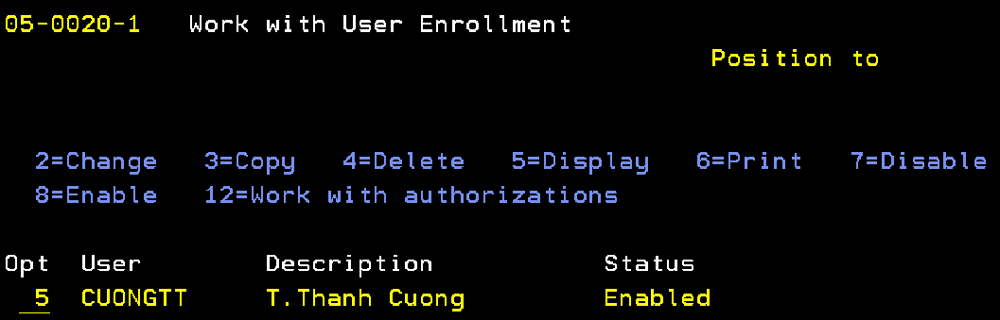 05-0020-1 Work with User Enrollment
Position to
2=Change 3=Copy 4=Delete 5=Display 6=Print 7=Disable
8=Enable 12=Work with authorizations
Opt User Description Status
5 CUONGTT T.Thanh Cuong Enabled